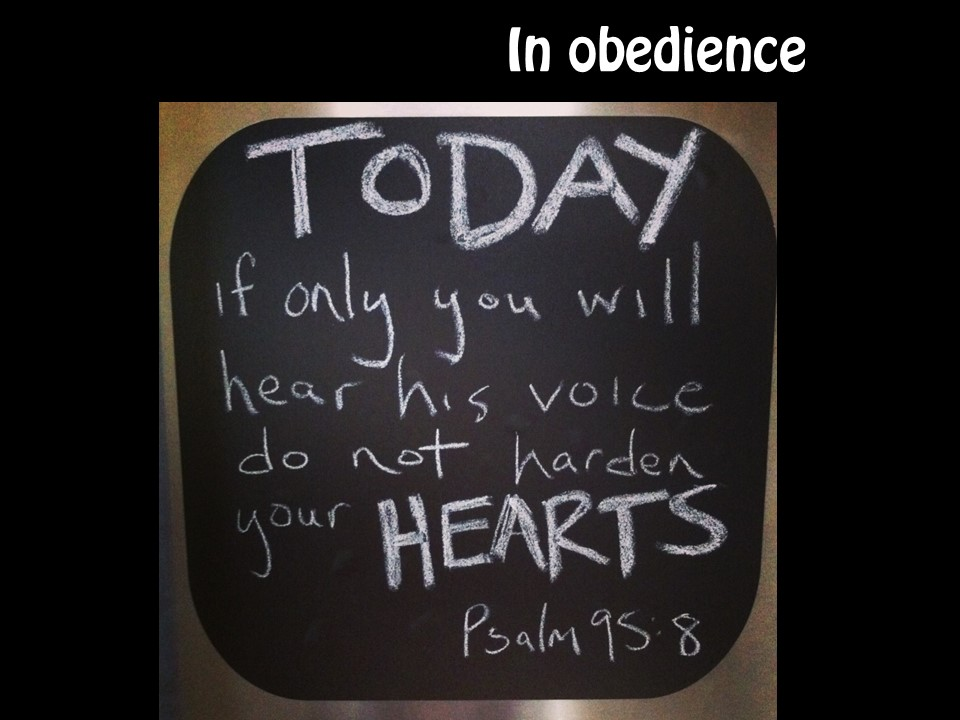 In obedience
TODAY
if only you will
hear his voice
do not harden
your HEARTS
Psalm 95:8